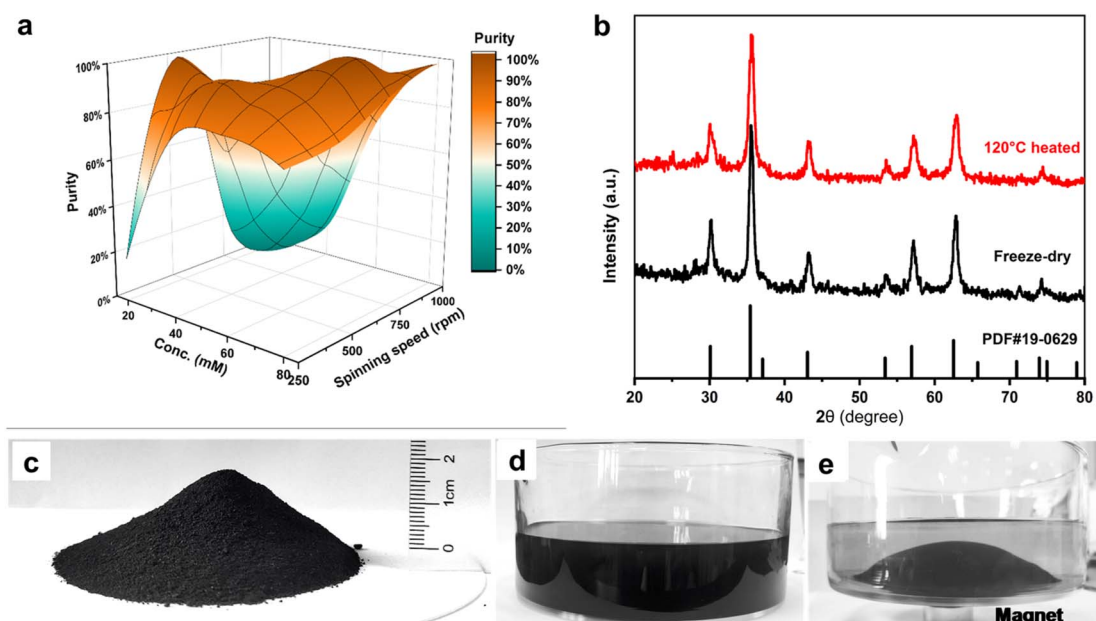 a
Purity
100%
80%
60%
40%
20%
0%
Purity
20
40
60
80
Conc. (mM)
250
500
750
1000
Spinning speed (rpm)
100%
90%
80%
70%
60%
50%
40%
30%
20%
10%
0%
b
Intensity (a.u.)
120°C heated
Freeze-dry
PDF#19-0629
20 30 40 50 60 70 80
2θ (degree)
c
2
1cm
0
d
e
Magnet